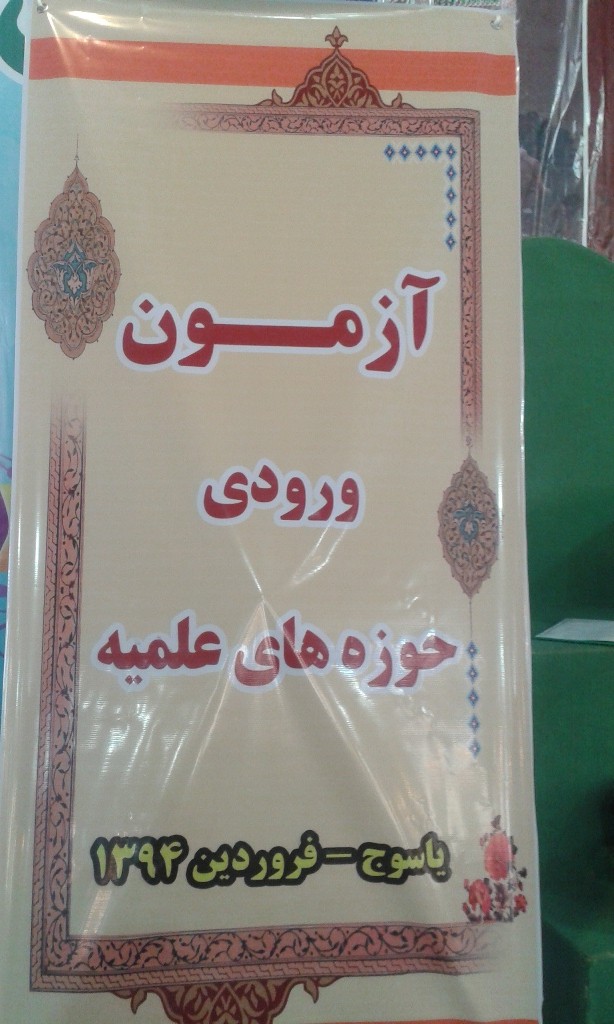 آزمون
ورودی
حوزه های علمیه
یاسوج - فروردین ۱۳۹۴